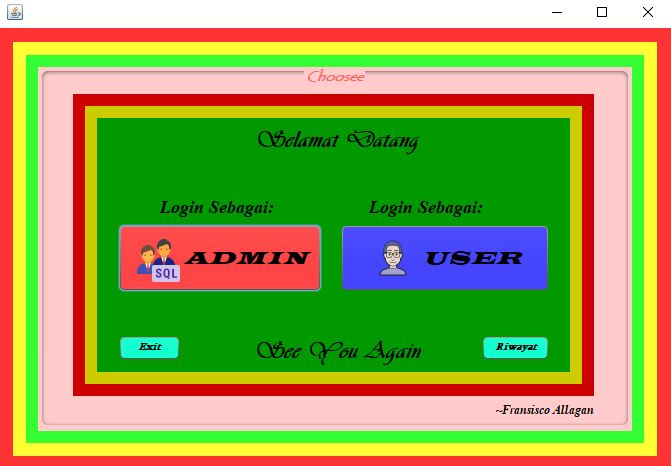 Choosee
Selamat Datang
Login Sebagai: Login Sebagai:
SQL ADMIN USER
Exit See You Again Riwayat
~Fransisco Allagan